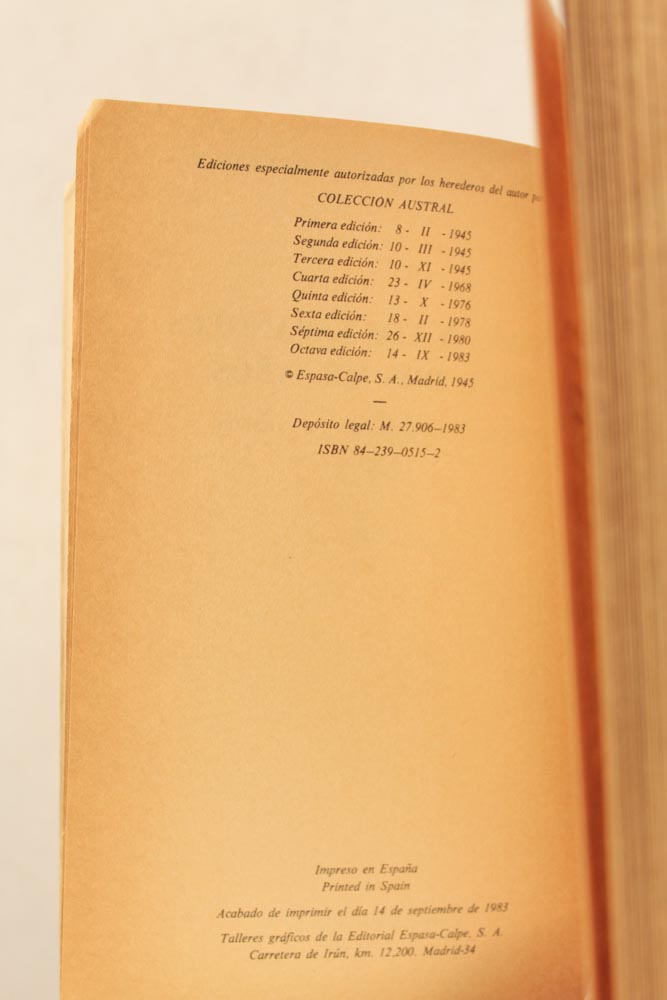 Ediciones especialmente autorizadas por los herederos del autor
COLECCION AUSTRAL
Primera edición: 8 - II - 1945
Segunda edición: 10 - III - 1945
Tercera edición: 10 - XI - 1945
Cuarta edición: 23 - IV - 1968
Quinta edición: 13 - X - 1976
Sexta edición: 18 - II - 1978
Séptima edición: 26 - XII - 1980
Octava edición: 14 - IX - 1983
© Espasa-Calpe, S. A., Madrid, 1945
—
Depósito legal: M. 27.906—1983
ISBN 84—239—0515—2
Impreso en España
Printed in Spain
Acabado de imprimir el día 14 de septiembre de 1983
Talleres gráficos de la Editorial Espasa-Calpe, S. A.
Carretera de Irún, km. 12,200. Madrid-34